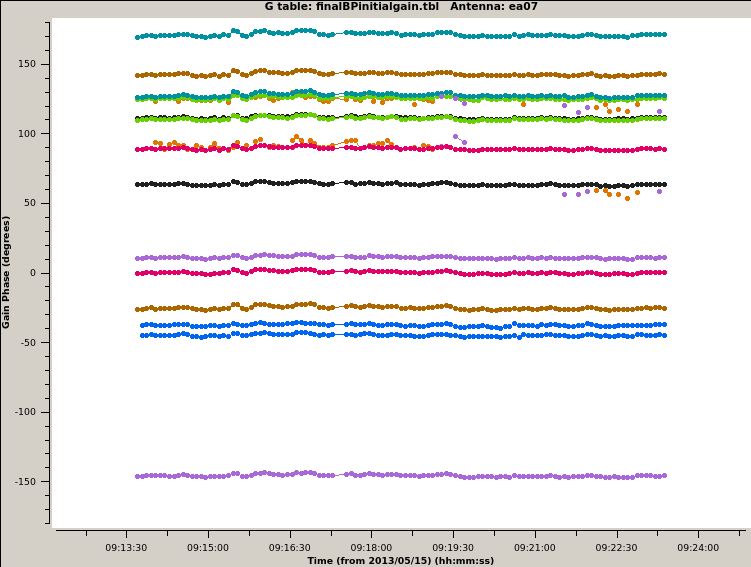 G table: finalBPinitialgain.tbl   Antenna: ea07
Gain Phase (degrees)
150
100
50
0
-50
-100
-150
09:13:30 09:15:00 09:16:30 09:18:00 09:19:30 09:21:00 09:22:30 09:24:00
Time (from 2013/05/15) (hh:mm:ss)